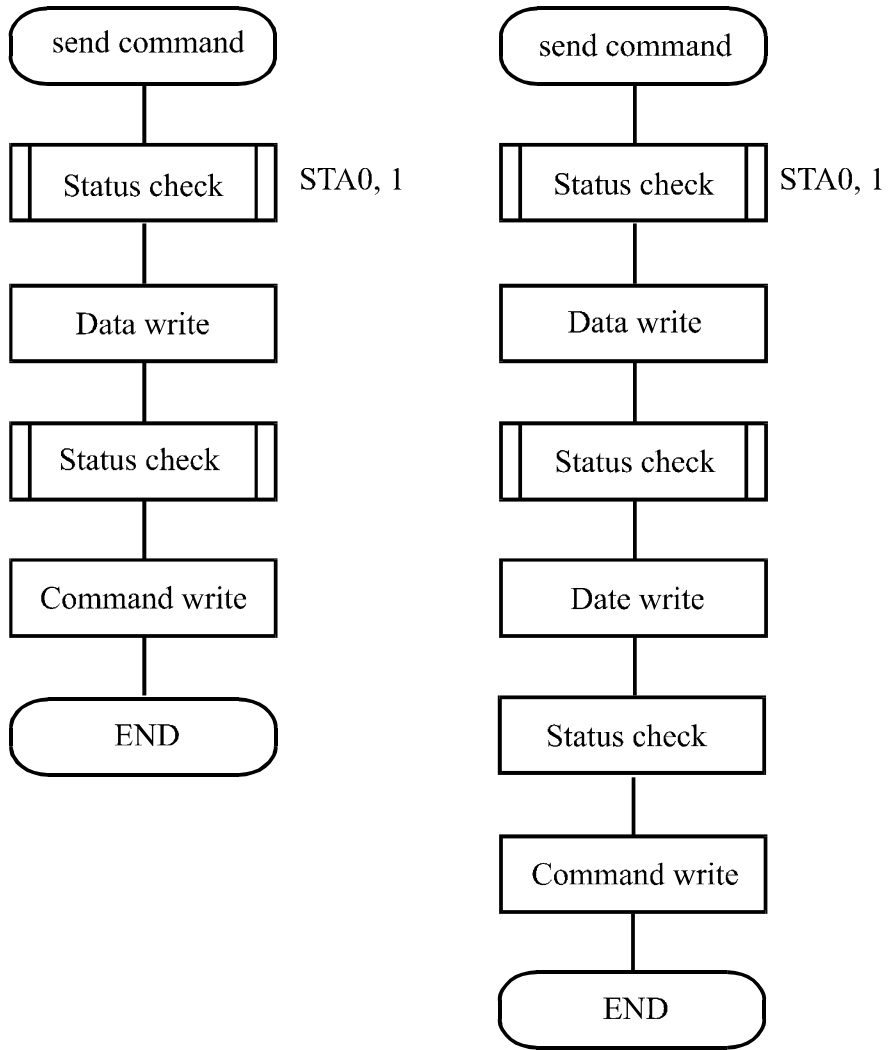 send command
Status check
STA0, 1
Data write
Status check
Command write
END
send command
Status check
STA0, 1
Data write
Status check
Date write
Status check
Command write
END